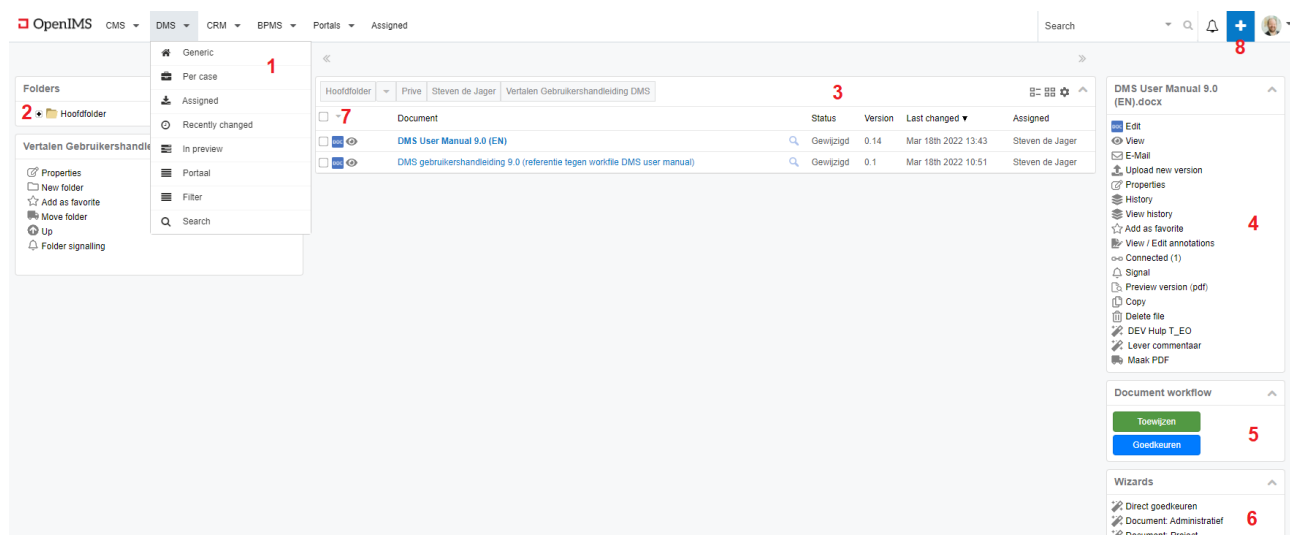 OpenIMS CMS DMS CRM BPMS Portals Assigned Search
8
Generic
1
Per case
Assigned
Recently changed
In preview
Portaal
Filter
Search
Folders
2 Hoofdfolder
Vertalen Gebruikershandle
Properties
New folder
Add as favorite
Move folder
Up
Folder signalling
« »
Hoofdfolder Prive Steven de Jager Vertalen Gebruikershandleiding DMS 3
7 Document Status Version Last changed ▼ Assigned
DOC DMS User Manual 9.0 (EN) Gewijzigd 0.14 Mar 18th 2022 13:43 Steven de Jager
DOC DMS gebruikershandleiding 9.0 (referentie tegen workfile DMS user manual) Gewijzigd 0.1 Mar 18th 2022 10:51 Steven de Jager
DMS User Manual 9.0
(EN).docx
DOC Edit
View
E-Mail
Upload new version
Properties
History
View history
Add as favorite
4
View / Edit annotations
Connected (1)
Signal
Preview version (pdf)
Copy
Delete file
DEV Hulp T_EO
Lever commentaar
Maak PDF
Document workflow
Toewijzen
5
Goedkeuren
Wizards
Direct goedkeuren
Document: Administratief
6
Document: Project